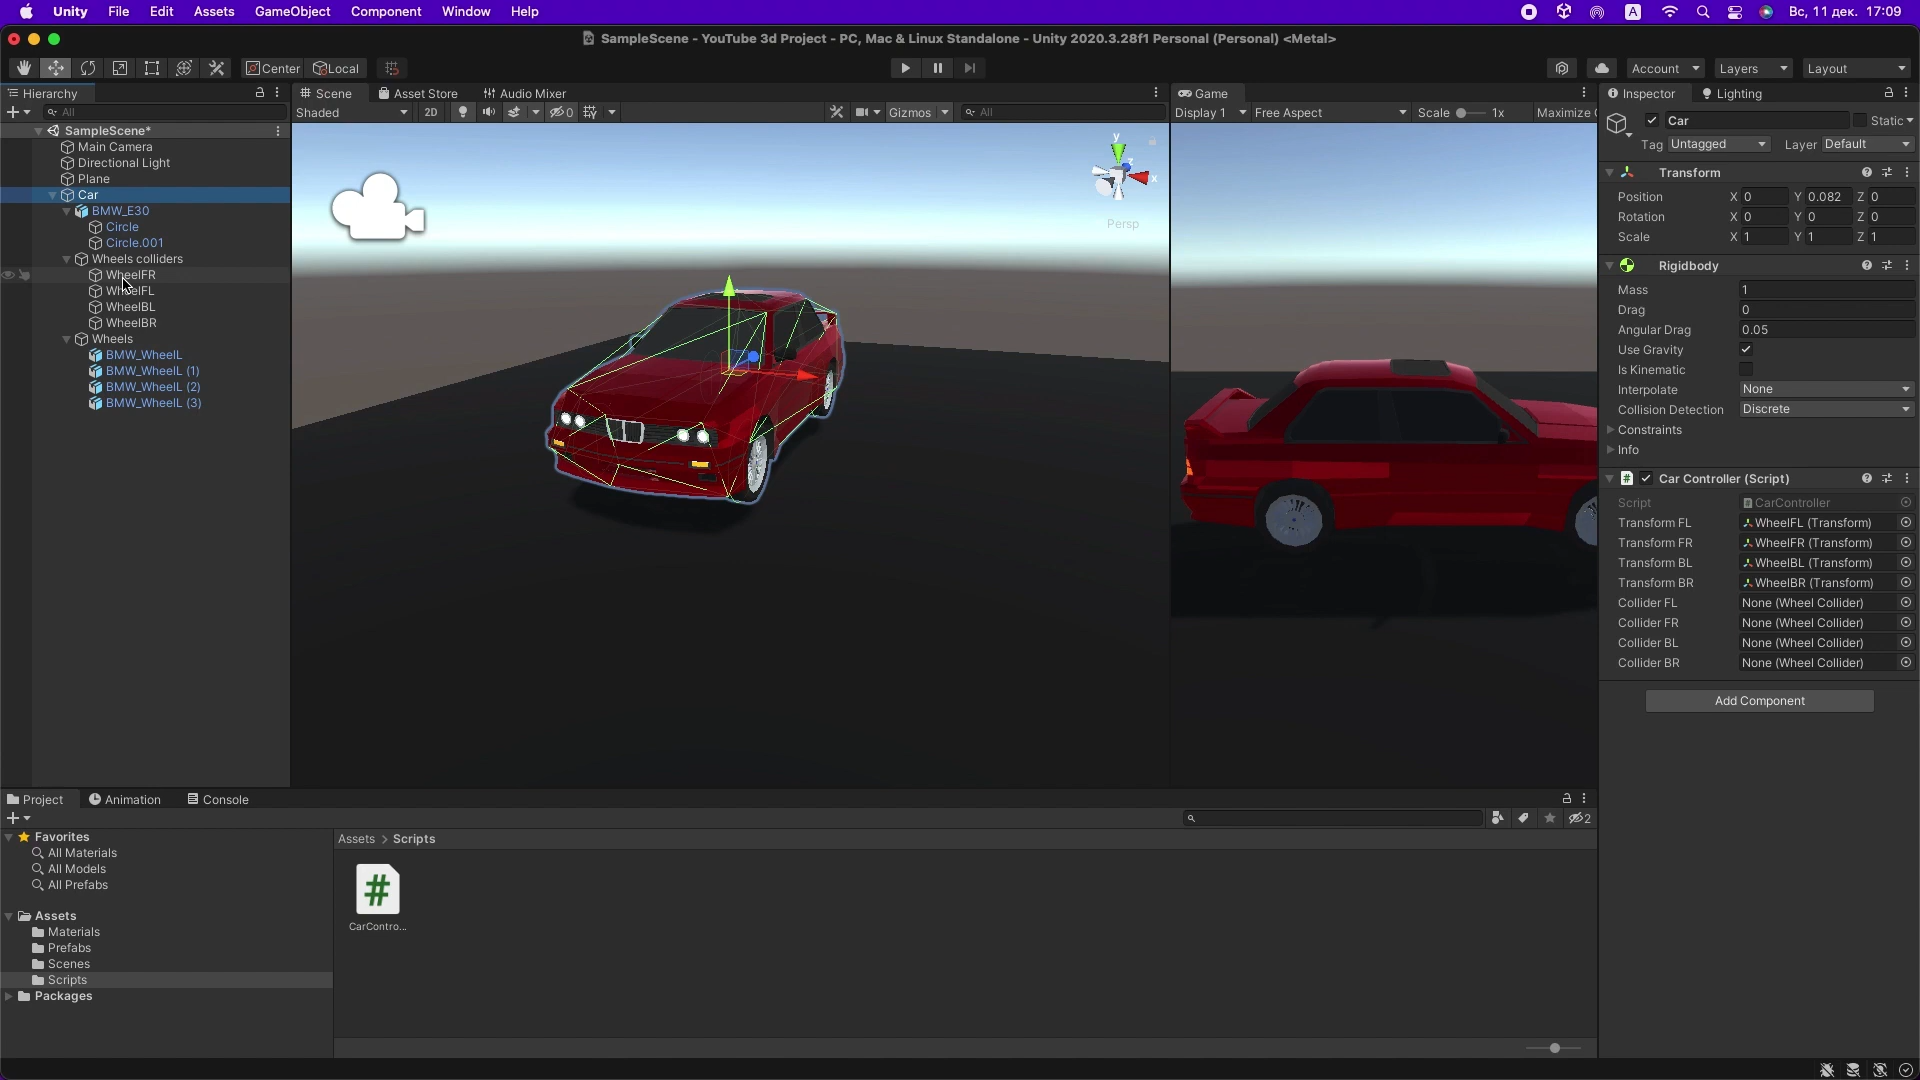 Unity File Edit Assets GameObject Component Window Help A Вс, 11 дек. 17:09
SampleScene - YouTube 3d Project - PC, Mac & Linux Standalone - Unity 2020.3.28f1 Personal (Personal) <Metal>
Center Local Account Layers Layout
Hierarchy
All
SampleScene*
Main Camera
Directional Light
Plane
Car
BMW_E30
Circle
Circle.001
Wheels colliders
WheelFR
WheelFL
WheelBL
WheelBR
Wheels
BMW_WheelL
BMW_WheelL (1)
BMW_WheelL (2)
BMW_WheelL (3)
Scene Asset Store Audio Mixer
Shaded 2D 0 Gizmos All
y
x
z
Persp
Game
Display 1 Free Aspect Scale 1x Maximize
Inspector Lighting
Car Static
Tag Untagged Layer Default
Transform
Position X 0 Y 0.082 Z 0
Rotation X 0 Y 0 Z 0
Scale X 1 Y 1 Z 1
Rigidbody
Mass 1
Drag 0
Angular Drag 0.05
Use Gravity
Is Kinematic
Interpolate None
Collision Detection Discrete
Constraints
Info
# Car Controller (Script)
Script CarController
Transform FL WheelFL (Transform)
Transform FR WheelFR (Transform)
Transform BL WheelBL (Transform)
Transform BR WheelBR (Transform)
Collider FL None (Wheel Collider)
Collider FR None (Wheel Collider)
Collider BL None (Wheel Collider)
Collider BR None (Wheel Collider)
Add Component
Project Animation Console
2
Favorites
All Materials
All Models
All Prefabs
Assets
Materials
Prefabs
Scenes
Scripts
Packages
Assets > Scripts
#
CarContro...